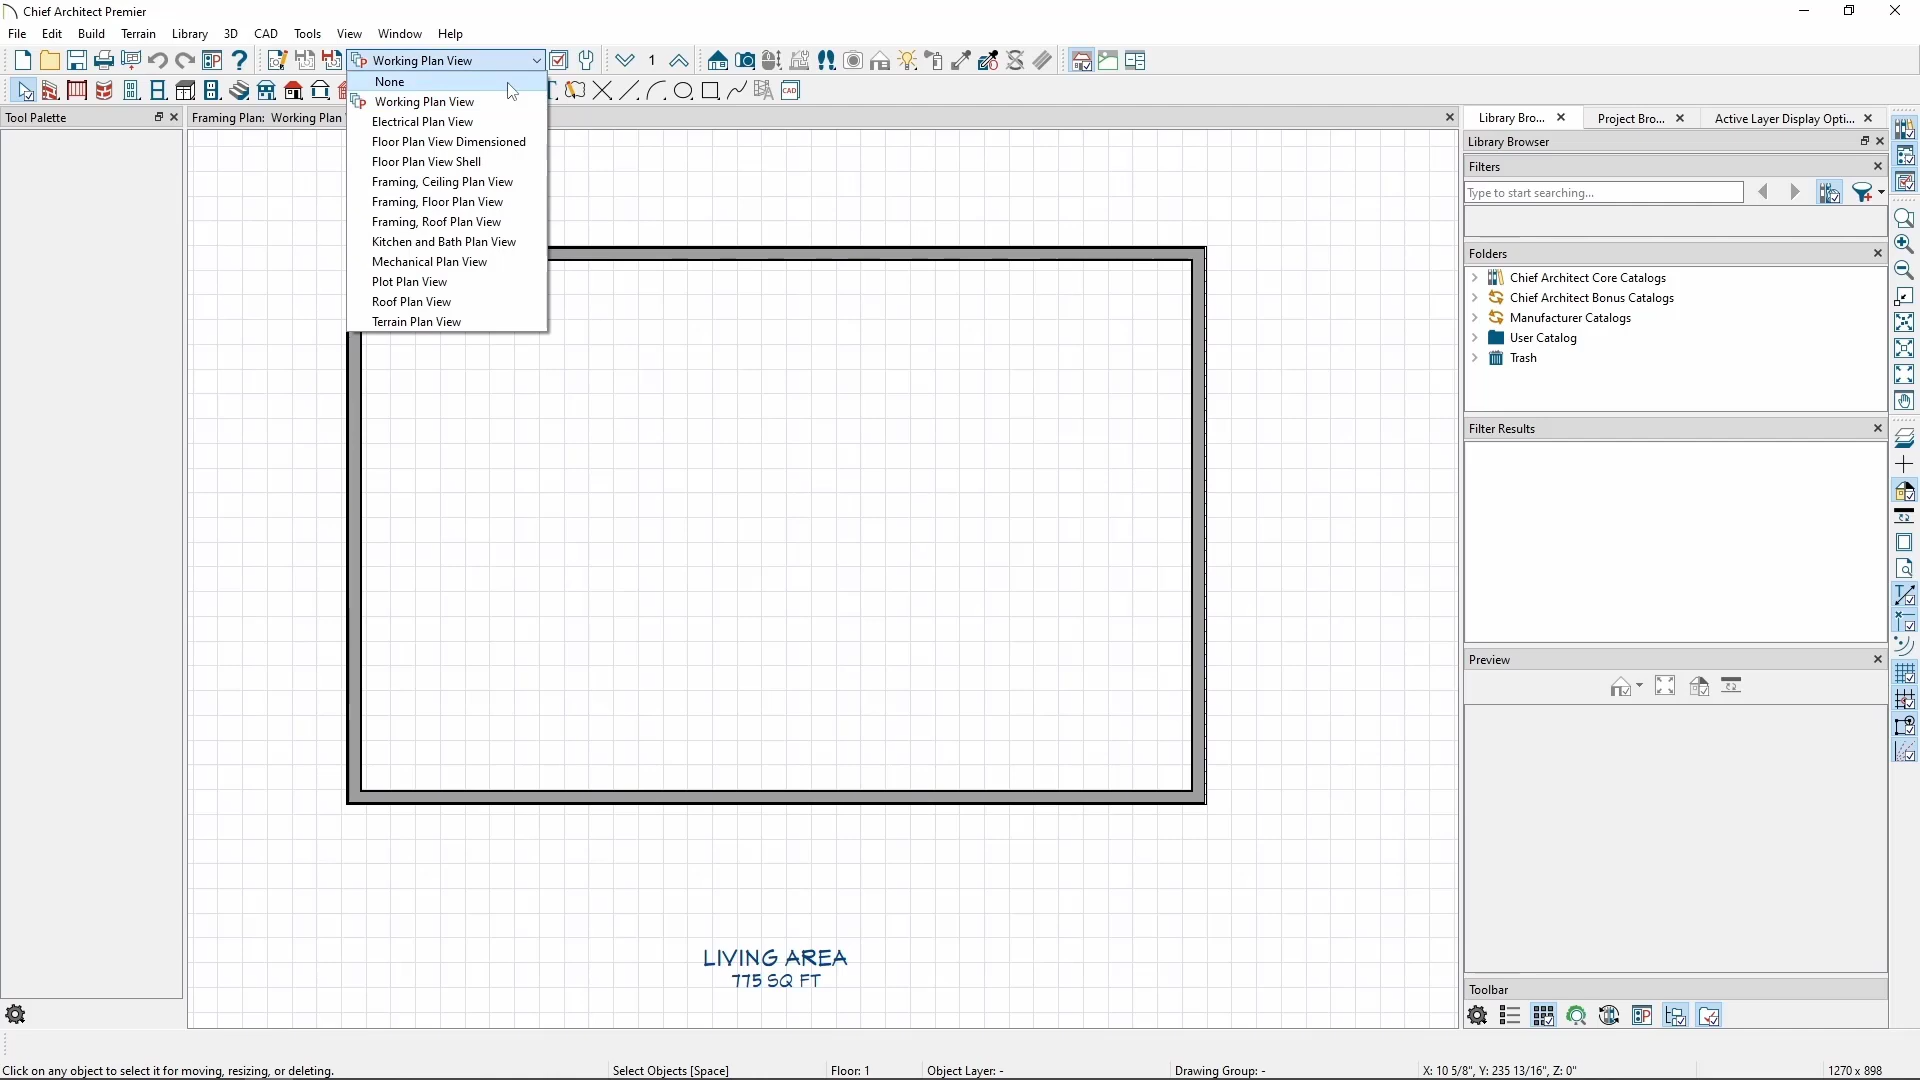 Chief Architect Premier
File Edit Build Terrain Library 3D CAD Tools View Window Help
Working Plan View
1
None
Working Plan View
Electrical Plan View
Floor Plan View Dimensioned
Floor Plan View Shell
Framing, Ceiling Plan View
Framing, Floor Plan View
Framing, Roof Plan View
Kitchen and Bath Plan View
Mechanical Plan View
Plot Plan View
Roof Plan View
Terrain Plan View
CAD
Tool Palette
Framing Plan: Working Plan
LIVING AREA
775 SQ FT
Library Bro... Project Bro... Active Layer Display Opti...
Library Browser
Filters
Type to start searching...
Folders
Chief Architect Core Catalogs
Chief Architect Bonus Catalogs
Manufacturer Catalogs
User Catalog
Trash
Filter Results
Preview
Toolbar
Click on any object to select it for moving, resizing, or deleting. Select Objects [Space] Floor: 1 Object Layer: - Drawing Group: - X: 10 5/8", Y: 235 13/16", Z: 0" 1270 x 898